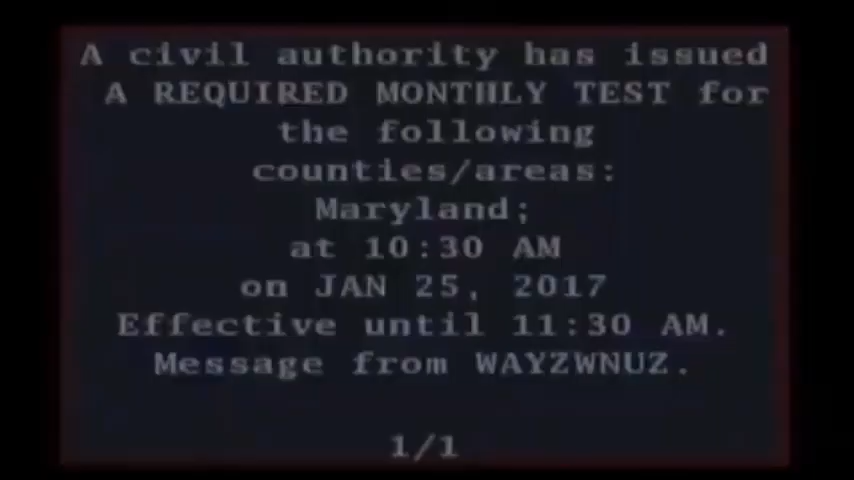 A civil authority has issued
A REQUIRED MONTHLY TEST for
the following
counties/areas:
Maryland;
at 10:30 AM
on JAN 25, 2017
Effective until 11:30 AM.
Message from WAYZWNUZ.
1/1